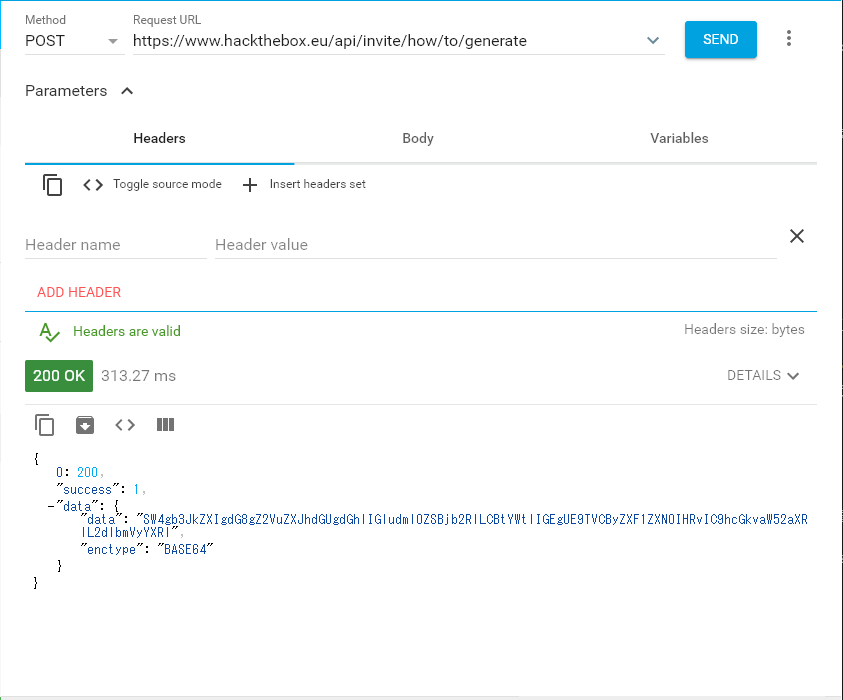 Method
Request URL
POST
https://www.hackthebox.eu/api/invite/how/to/generate
SEND
Parameters
Headers
Body
Variables
Toggle source mode
Insert headers set
Header name
Header value
ADD HEADER
Headers are valid
Headers size: bytes
200 OK
313.27 ms
DETAILS
{
0: 200,
"success": 1,
-"data": {
"data": "SW4gb3JkZXIgdG8gZ2VuZXJhdGUgdGhlIGludml0ZSBjb2RlLCBtYWtlIGEgUE9TVCByZXF1ZXN0IHRvIC9hcGkvaW52aXR
lL2dlbmVyYXRl",
"enctype": "BASE64"
}
}